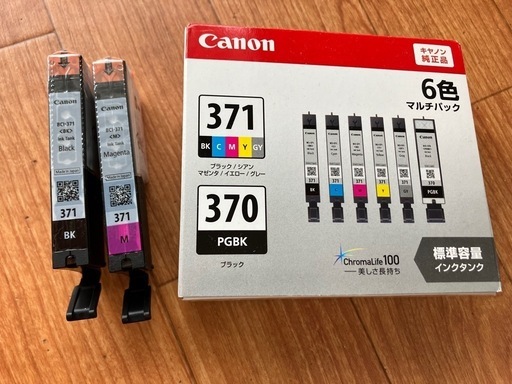 Canon
BCI-371
(BK)
Ink Tank
Black
371
BK
Canon
BCI-371
(M)
Ink Tank
Magenta
371
M
Canon
キヤノン
純正品
6色
マルチパック
371
BK C M Y GY
ブラック/シアン
マゼンタ/イエロー/グレー
370
PGBK
ブラック
371
BK
371
C
371
M
371
Y
371
GY
370
PGBK
ChromaLife100
美しさ長持ち
標準容量
インクタンク